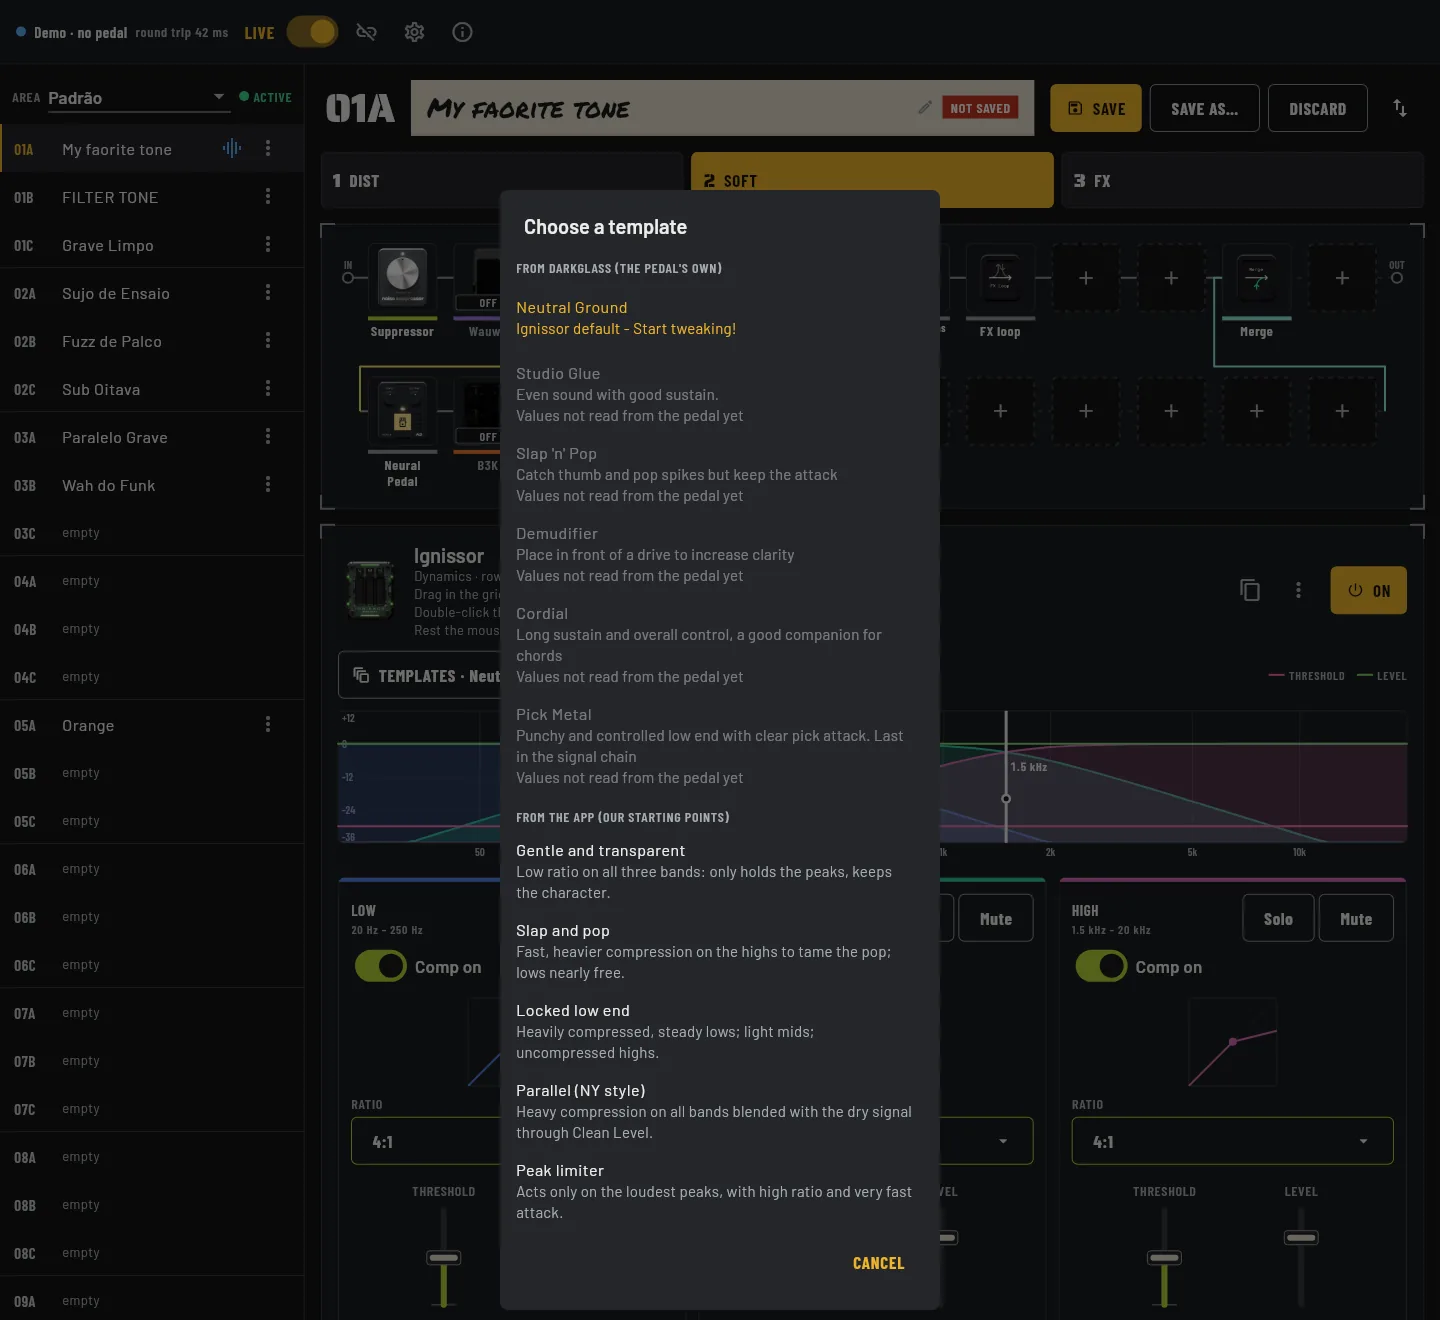 Demo · no pedal round trip 42 ms LIVE
AREA Padrão ACTIVE
01A My faorite tone
01B FILTER TONE
01C Grave Limpo
02A Sujo de Ensaio
02B Fuzz de Palco
02C Sub Oitava
03A Paralelo Grave
03B Wah do Funk
03C empty
04A empty
04B empty
04C empty
05A Orange
05B empty
05C empty
06A empty
06B empty
06C empty
07A empty
07B empty
07C empty
08A empty
08B empty
08C empty
09A empty
01A My faorite tone NOT SAVED SAVE SAVE AS... DISCARD
1 DIST 2 SOFT 3 FX
IN OUT
OFF
Suppressor FX loop Merge
OFF
Neural
Pedal
B3K
Ignissor
Dynamics · row
Drag in the
Double-click
Rest the
ON
TEMPLATES ·
THRESHOLD LEVEL
+12
0
-12
-24
-36
1.5 kHz
50 1k 2k 5k 10k
LOW
20 Hz - 250 Hz
Comp on
RATIO
4:1
THRESHOLD
Mute
HIGH
1.5 kHz - 20 kHz
Solo Mute
Comp on
RATIO
4:1
THRESHOLD LEVEL
Choose a template
FROM DARKGLASS (THE PEDAL'S OWN)
Neutral Ground
Ignissor default - Start tweaking!
Studio Glue
Even sound with good sustain.
Values not read from the pedal yet
Slap 'n' Pop
Catch thumb and pop spikes but keep the attack
Values not read from the pedal yet
Demudifier
Place in front of a drive to increase clarity
Values not read from the pedal yet
Cordial
Long sustain and overall control, a good companion for
chords
Values not read from the pedal yet
Pick Metal
Punchy and controlled low end with clear pick attack. Last
in the signal chain
Values not read from the pedal yet
FROM THE APP (OUR STARTING POINTS)
Gentle and transparent
Low ratio on all three bands: only holds the peaks, keeps
the character.
Slap and pop
Fast, heavier compression on the highs to tame the pop;
lows nearly free.
Locked low end
Heavily compressed, steady lows; light mids;
uncompressed highs.
Parallel (NY style)
Heavy compression on all bands blended with the dry signal
through Clean Level.
Peak limiter
Acts only on the loudest peaks, with high ratio and very fast
attack.
CANCEL